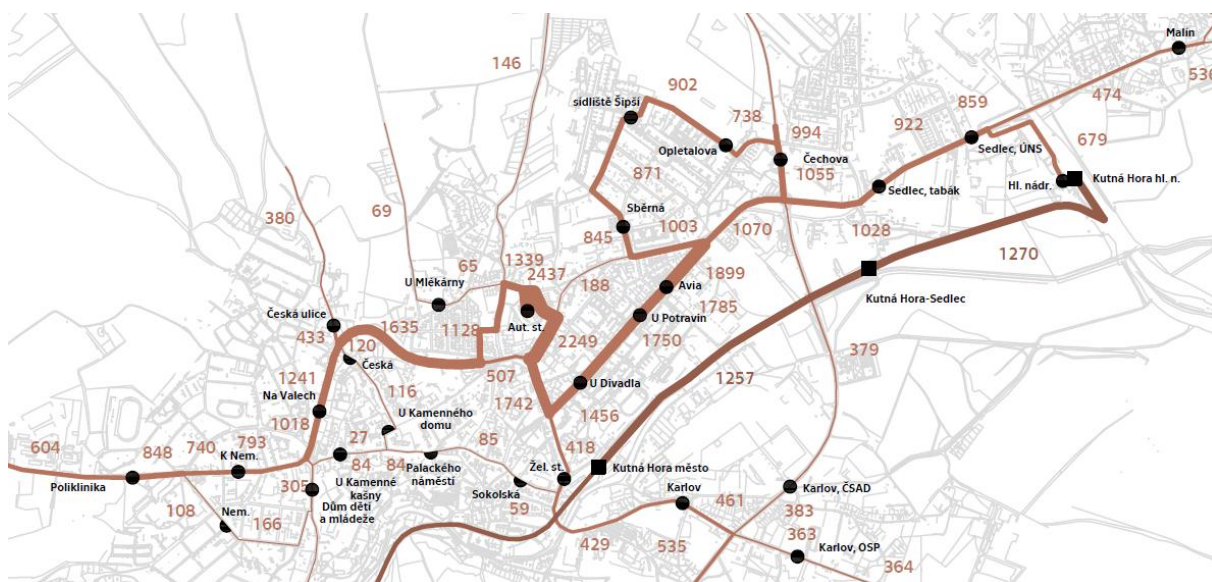 Malín
536
146
902
474
859
sídliště Šipší
738
922
994
Sedlec, ÚNS
679
Opletalova
Čechova
871
1055
Sedlec, tabák
Hl. nádr.
Kutná Hora hl. n.
69
380
Sběrná
1003
1070
845
1028
1270
1339
65
2437
188
1899
U Mlékárny
Avia
1785
Kutná Hora-Sedlec
Česká ulice
1635
1128
Aut. st.
U Potravin
433
120
2249
1750
Česká
507
379
1257
1241
116
U Divadla
Na Valech
1742
1456
1018
U Kamenného
domu
27
85
418
604
848
740
793
K Nem.
84
84
Žel. st.
Kutná Hora město
Poliklinika
U Kamenné
kašny
Palackého
náměstí
Sokolská
305
Karlov
461
Karlov, ČSAD
108
Nem.
166
Dům dětí
a mládeže
59
383
429
535
363
Karlov, OSP
364